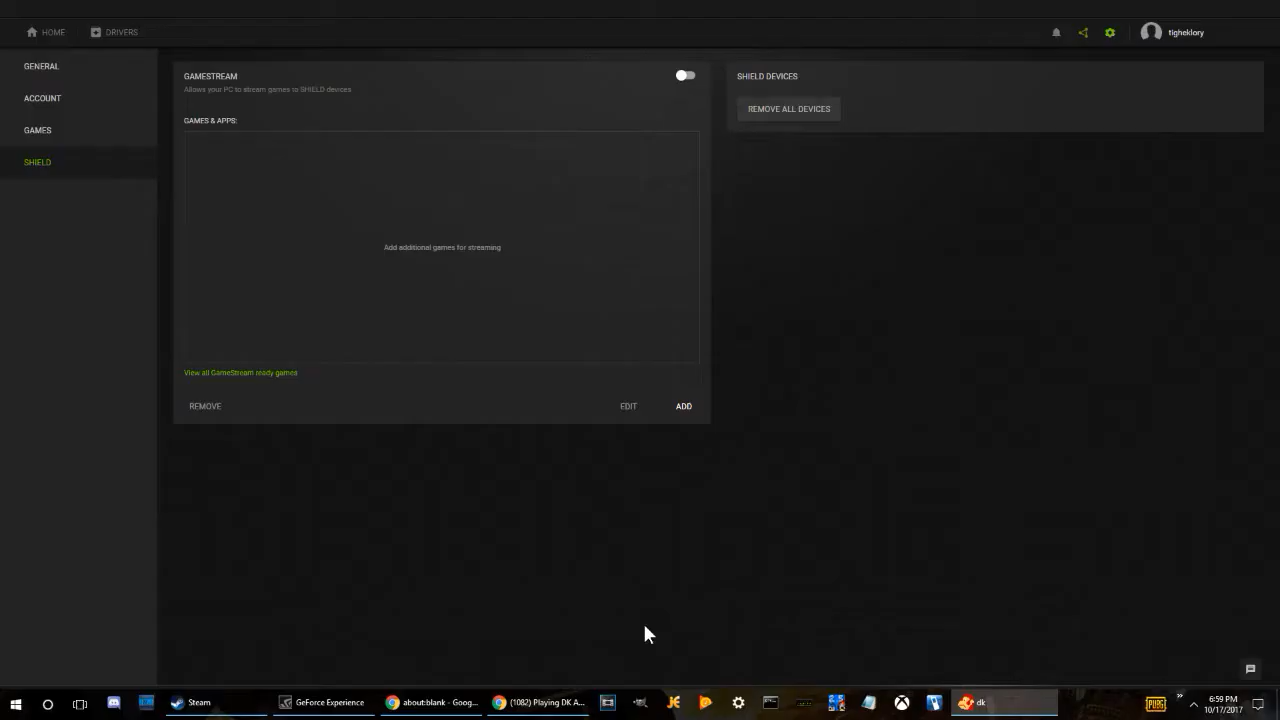 HOME
DRIVERS
tigheklory
GENERAL
ACCOUNT
GAMES
SHIELD
GAMESTREAM
Allows your PC to stream games to SHIELD devices
GAMES & APPS:
Add additional games for streaming
View all GameStream ready games
REMOVE
EDIT
ADD
SHIELD DEVICES
REMOVE ALL DEVICES
Steam
GeForce Experience
about:blank - Goog...
(1082) Playing DK A...
dk
PUBG
6:59 PM
10/17/2017